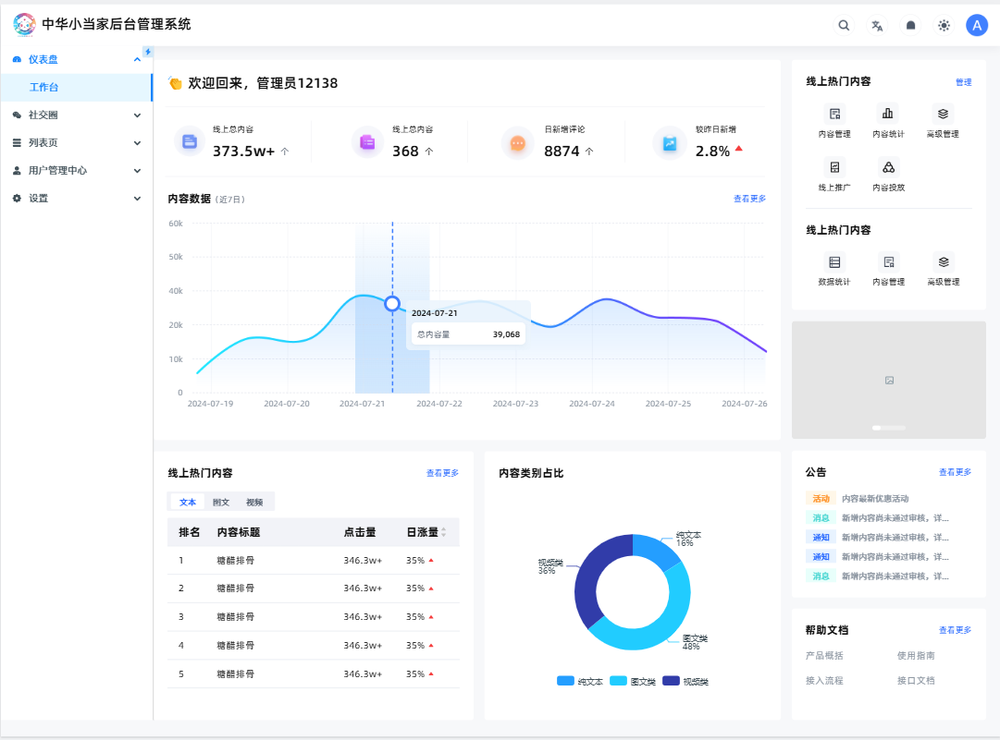 中华小当家后台管理系统
A
仪表盘
工作台
社交圈
列表页
用户管理中心
设置
欢迎回来，管理员12138
线上总内容
373.5w+
线上总内容
368
日新增评论
8874
较昨日新增
2.8%
内容数据（近7日）
查看更多
60k
50k
40k
20k
10k
0
2024-07-19 2024-07-20 2024-07-21 2024-07-22 2024-07-23 2024-07-24 2024-07-25 2024-07-26
2024-07-21
总内容量 39,068
线上热门内容 管理
内容管理 内容统计 高级管理
线上推广 内容投放
线上热门内容
数据统计 内容管理 高级管理
线上热门内容 查看更多
文本 图文 视频
排名 内容标题 点击量 日涨量
1 糖醋排骨 346.3w+ 35%
2 糖醋排骨 346.3w+ 35%
3 糖醋排骨 346.3w+ 35%
4 糖醋排骨 346.3w+ 35%
5 糖醋排骨 346.3w+ 35%
内容类别占比
纯文本
16%
视频类
36%
图文类
48%
纯文本 图文类 视频类
公告 查看更多
活动 内容最新优惠活动
消息 新增内容尚未通过审核，详...
通知 新增内容尚未通过审核，详...
通知 新增内容尚未通过审核，详...
消息 新增内容尚未通过审核，详...
帮助文档 查看更多
产品概括 使用指南
接入流程 接口文档